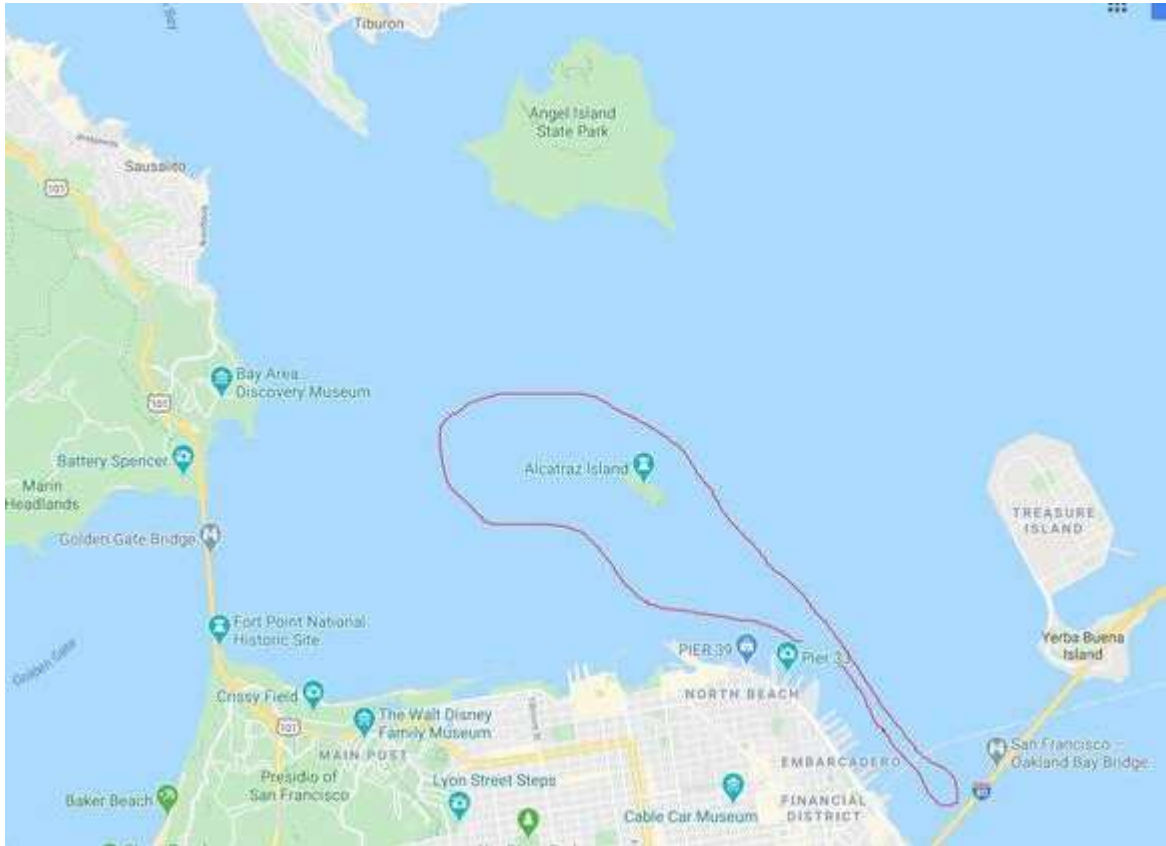 Tiburon
Angel Island
State Park
101
Sausalito
Bay Area
Discovery Museum
101
Battery Spencer
Marin
Headlands
Alcatraz Island
TREASURE
ISLAND
Golden Gate Bridge
Fort Point National
Historic Site
Yerba Buena
Island
PIER 39
Pier 33
Golden Gate
Crissy Field
NORTH BEACH
The Walt Disney
Family Museum
101
MAIN POST
San Francisco
Oakland Bay Bridge
EMBARCADERO
Presidio of
San Francisco
Lyon Street Steps
80
Baker Beach
Cable Car Museum
FINANCIAL
DISTRICT